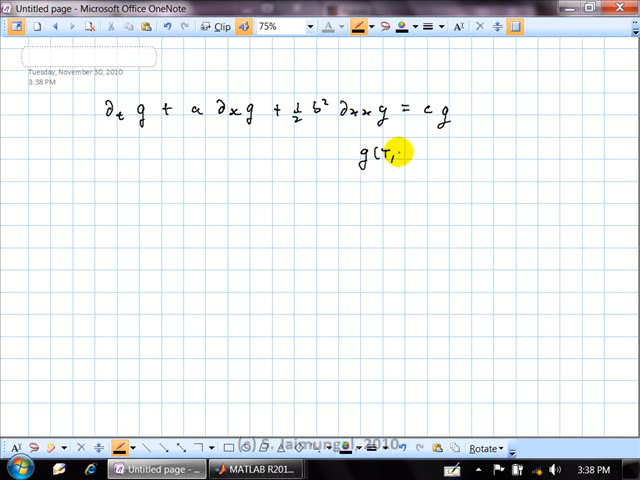 Untitled page - Microsoft Office OneNote
Clip 75%
Tuesday, November 30, 2010
3:38 PM
∂t g + a ∂x g + 1/2 b² ∂xx g = c g
g(T,
(c) S. Jaimungal, 2010
Rotate
Untitled page - M... MATLAB R201... 3:38 PM